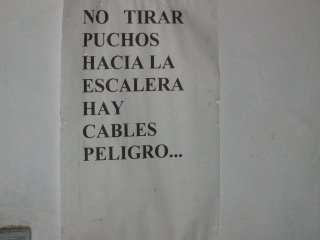 NO TIRAR
PUCHOS
HACIA LA
ESCALERA
HAY
CABLES
PELIGRO...